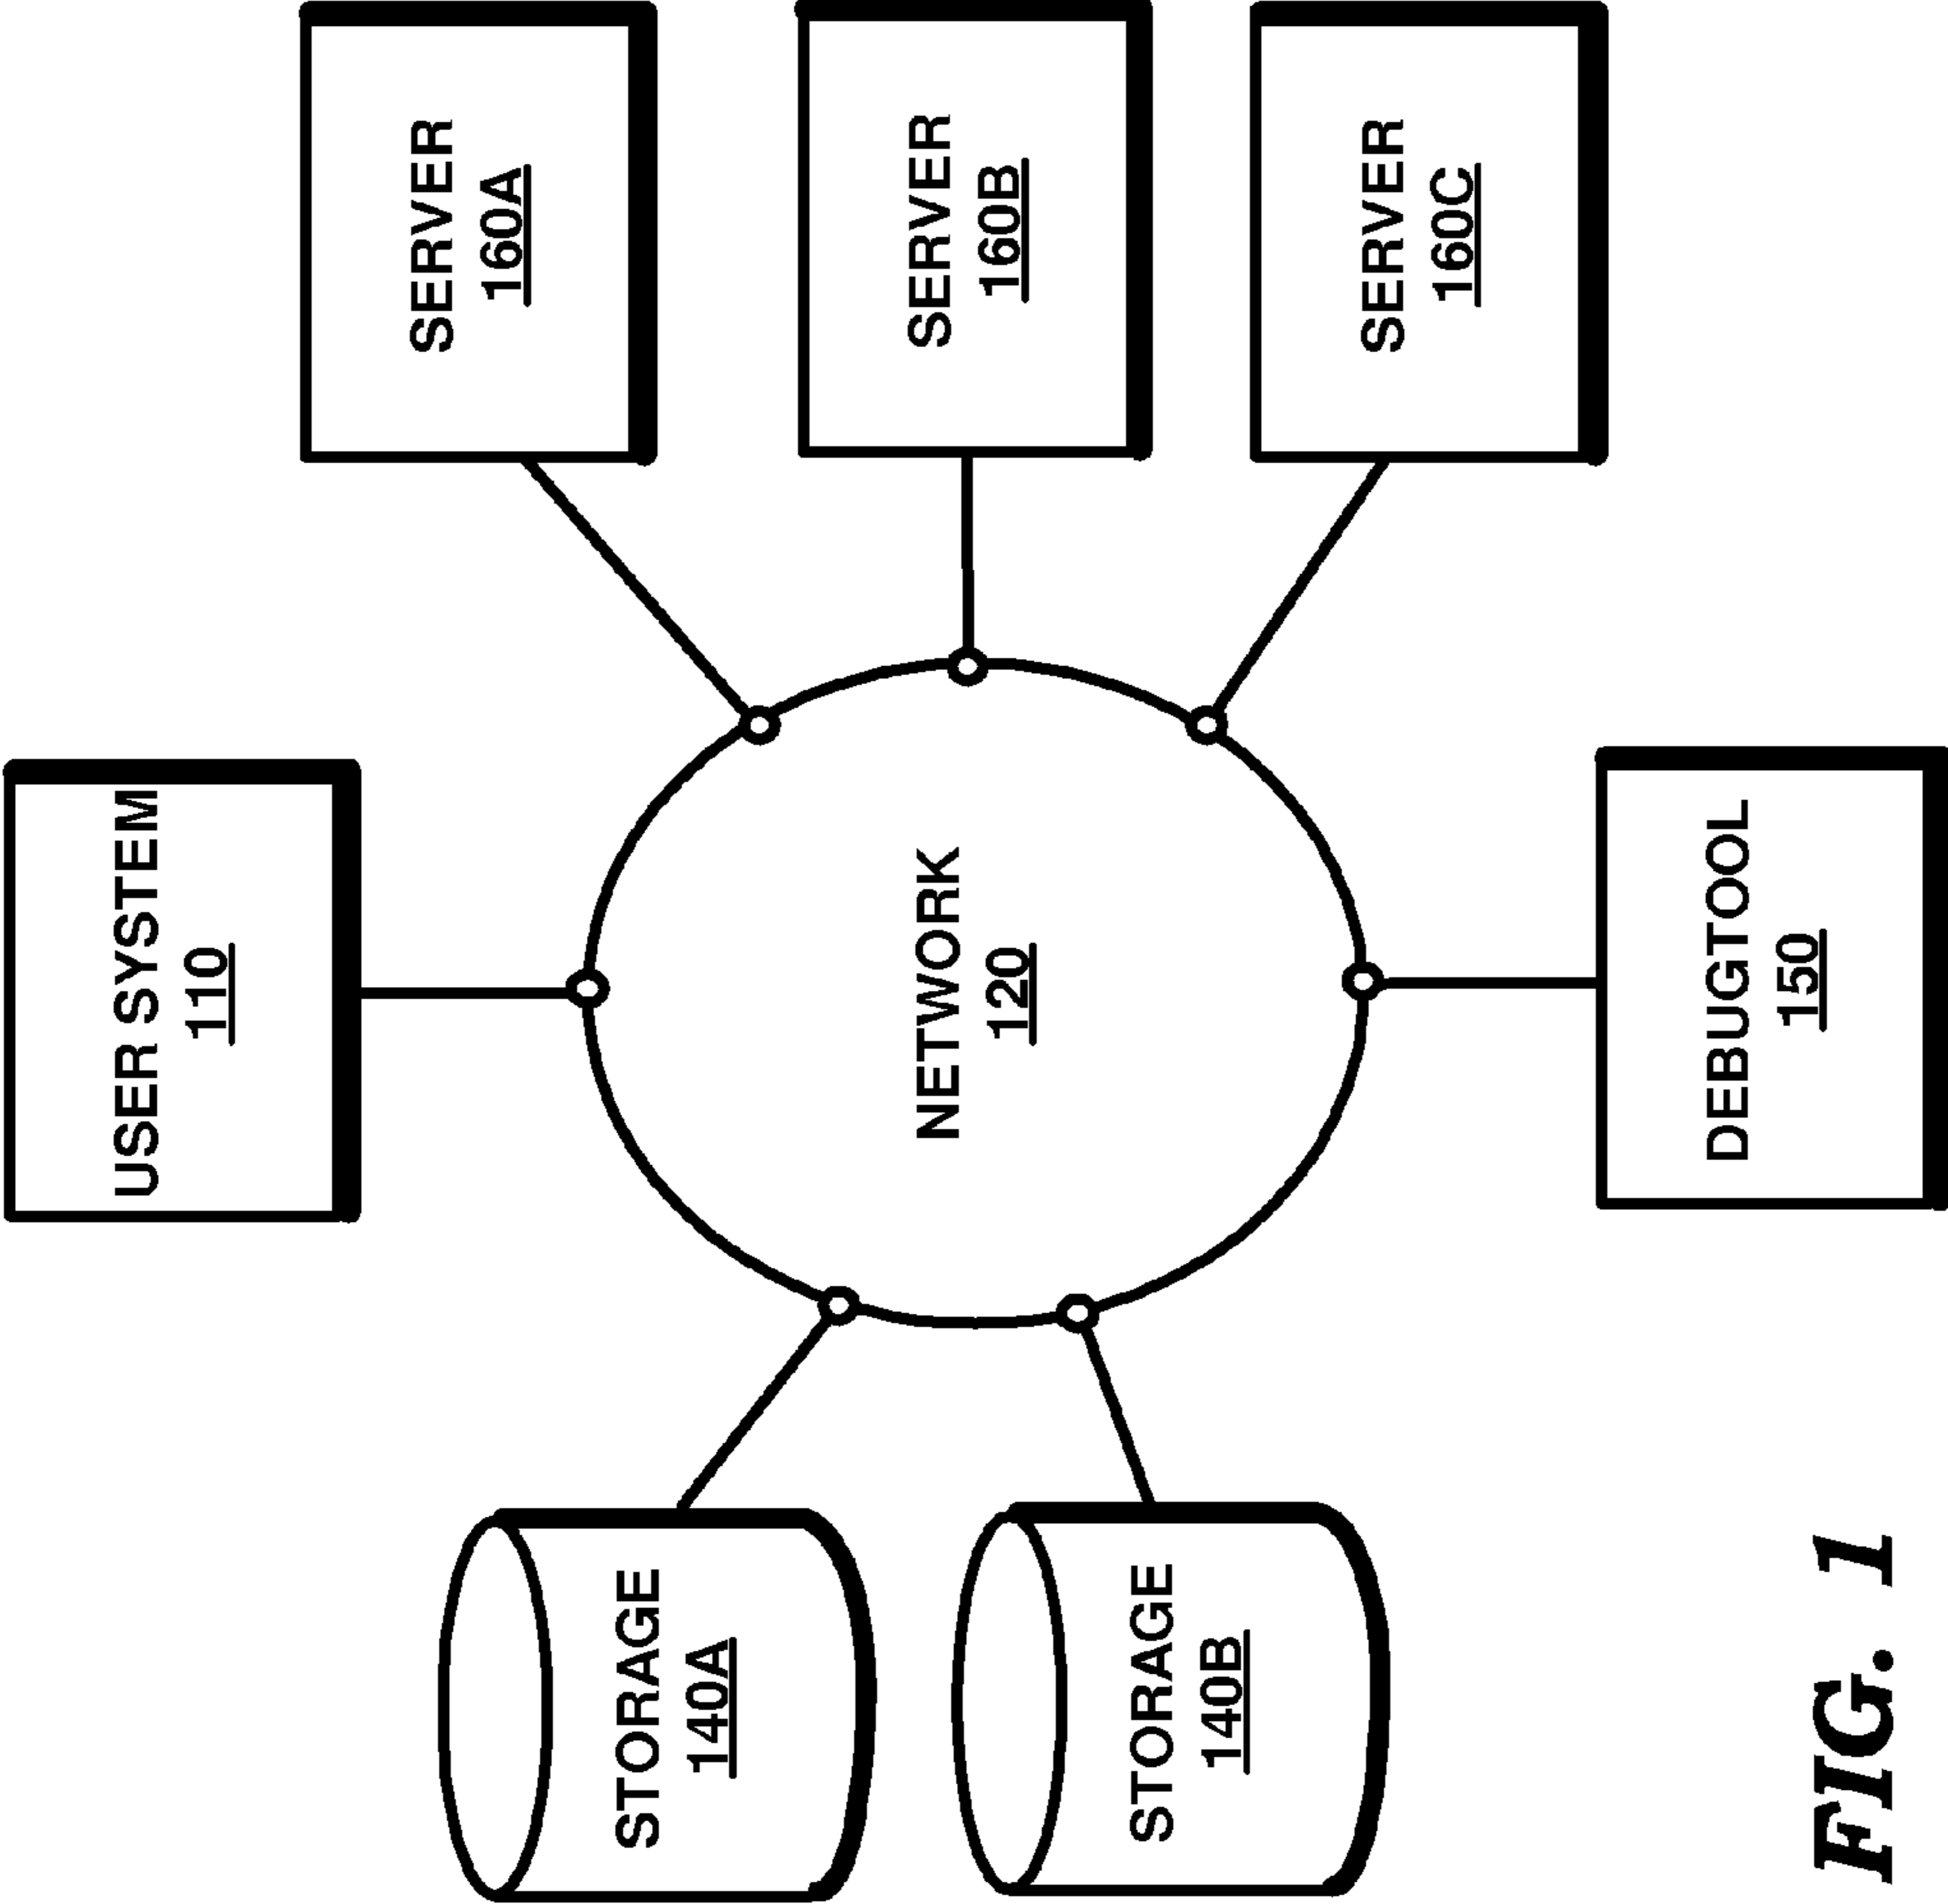 USER SYSTEM
110
STORAGE
140A
SERVER
160A
NETWORK
120
STORAGE
140B
SERVER
160B
SERVER
160C
DEBUGTOOL
150
FIG. 1